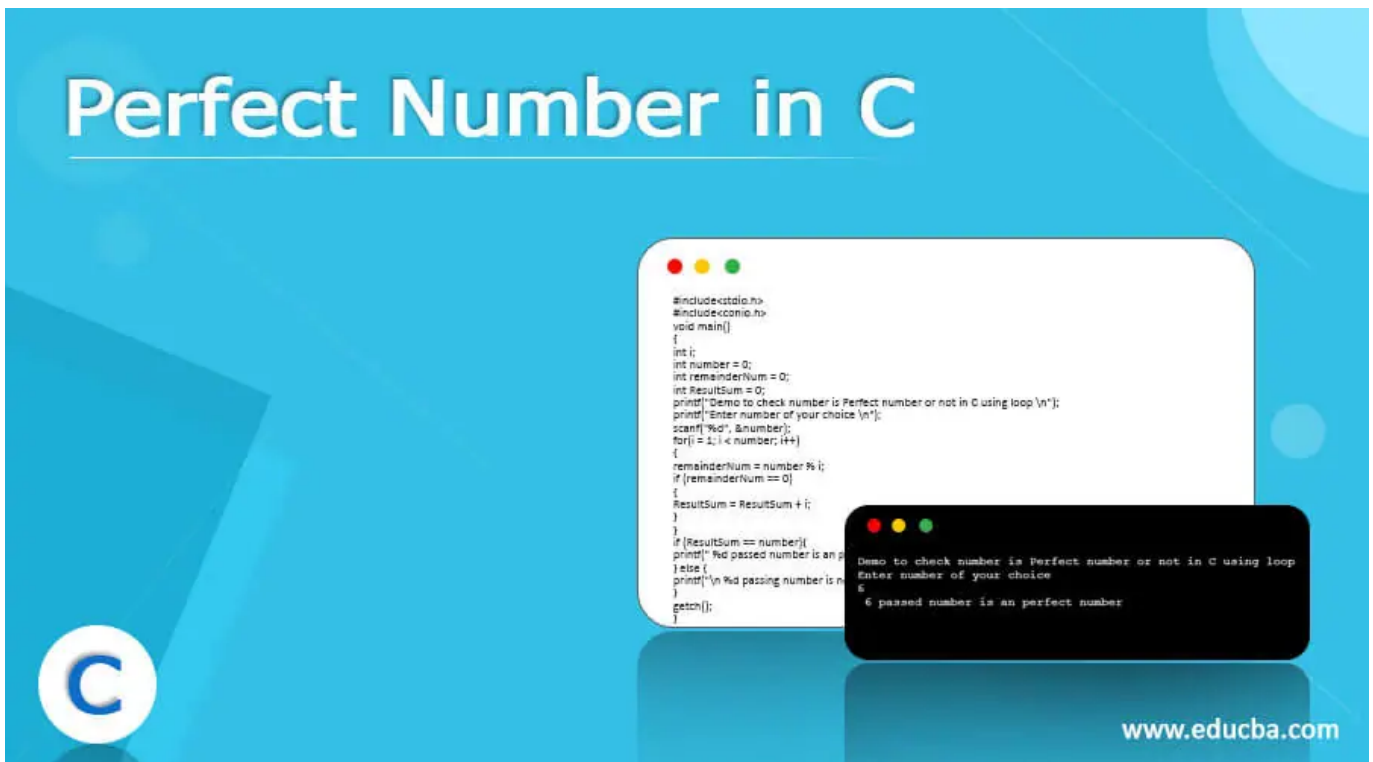 Perfect Number in C
#include<stdio.h>
#include<conio.h>
void main()
{
int i;
int number = 0;
int remainderNum = 0;
int ResultSum = 0;
printf("Demo to check number is Perfect number or not in C using loop \n");
printf("Enter number of your choice \n");
scanf("%d", &number);
for(i = 1; i < number; i++)
{
remainderNum = number % i;
if (remainderNum == 0)
{
ResultSum = ResultSum + i;
}
}
if (ResultSum == number){
printf(" %d passed number is an p
} else {
printf("\n %d passing number is n
}
getch();
}
Demo to check number is Perfect number or not in C using loop
Enter number of your choice
6
6 passed number is an perfect number
C
www.educba.com